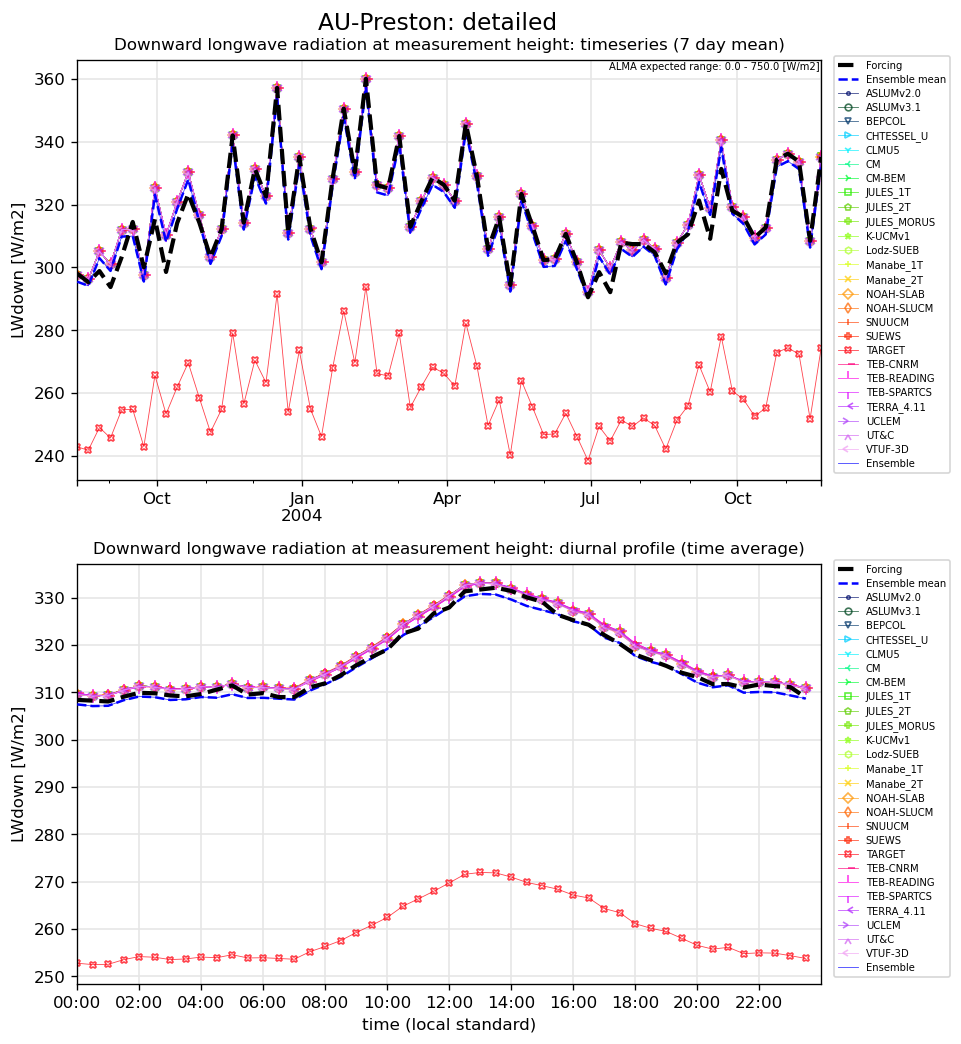 AU-Preston: detailed
Downward longwave radiation at measurement height: timeseries (7 day mean)
ALMA expected range: 0.0 - 750.0 [W/m2]
LWdown [W/m2]
360
340
320
300
280
260
240
Oct
Jan
2004
Apr
Jul
Oct
Forcing
Ensemble mean
ASLUMv2.0
ASLUMv3.1
BEPCOL
CHTESSEL_U
CLMU5
CM
CM-BEM
JULES_1T
JULES_2T
JULES_MORUS
K-UCMv1
Lodz-SUEB
Manabe_1T
Manabe_2T
NOAH-SLAB
NOAH-SLUCM
SNUUCM
SUEWS
TARGET
TEB-CNRM
TEB-READING
TEB-SPARTCS
TERRA_4.11
UCLEM
UT&C
VTUF-3D
Ensemble
Downward longwave radiation at measurement height: diurnal profile (time average)
LWdown [W/m2]
330
320
310
300
290
280
270
260
250
00:00
02:00
04:00
06:00
08:00
10:00
12:00
14:00
16:00
18:00
20:00
22:00
time (local standard)
Forcing
Ensemble mean
ASLUMv2.0
ASLUMv3.1
BEPCOL
CHTESSEL_U
CLMU5
CM
CM-BEM
JULES_1T
JULES_2T
JULES_MORUS
K-UCMv1
Lodz-SUEB
Manabe_1T
Manabe_2T
NOAH-SLAB
NOAH-SLUCM
SNUUCM
SUEWS
TARGET
TEB-CNRM
TEB-READING
TEB-SPARTCS
TERRA_4.11
UCLEM
UT&C
VTUF-3D
Ensemble